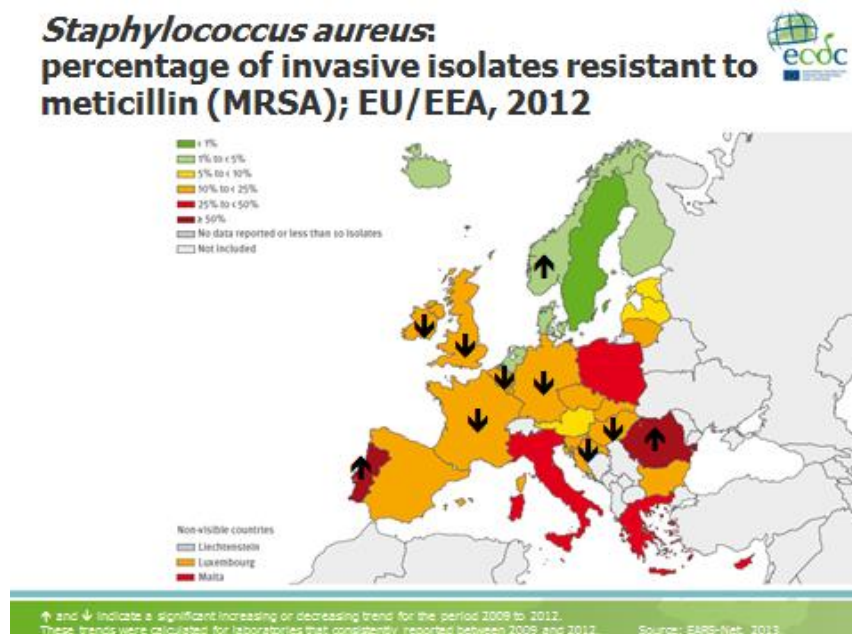 Staphylococcus aureus:
percentage of invasive isolates resistant to
meticillin (MRSA); EU/EEA, 2012
ecdc
< 1%
1% to < 5%
5% to < 10%
10% to < 25%
25% to < 50%
≥ 50%
No data reported or less than 10 isolates
Not included
Non-visible countries
Liechtenstein
Luxembourg
Malta
↑ and ↓ indicate a significant increasing or decreasing trend for the period 2009 to 2012.
These trends were calculated for laboratories that consistently reported between 2009 and 2012. Source: EARS-Net, 2013